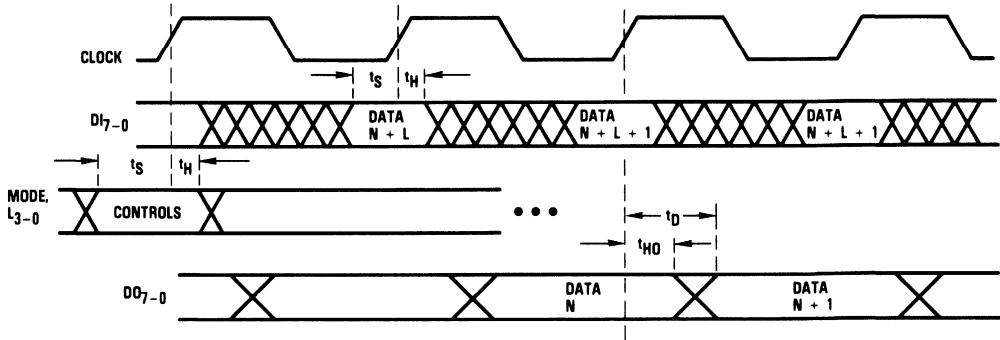 CLOCK
tS tH
DI7-0
DATA N + L
DATA N + L + 1
DATA N + L + 1
tS tH
MODE,
L3-0
CONTROLS
•••
tD
tHO
DO7-0
DATA N
DATA N + 1